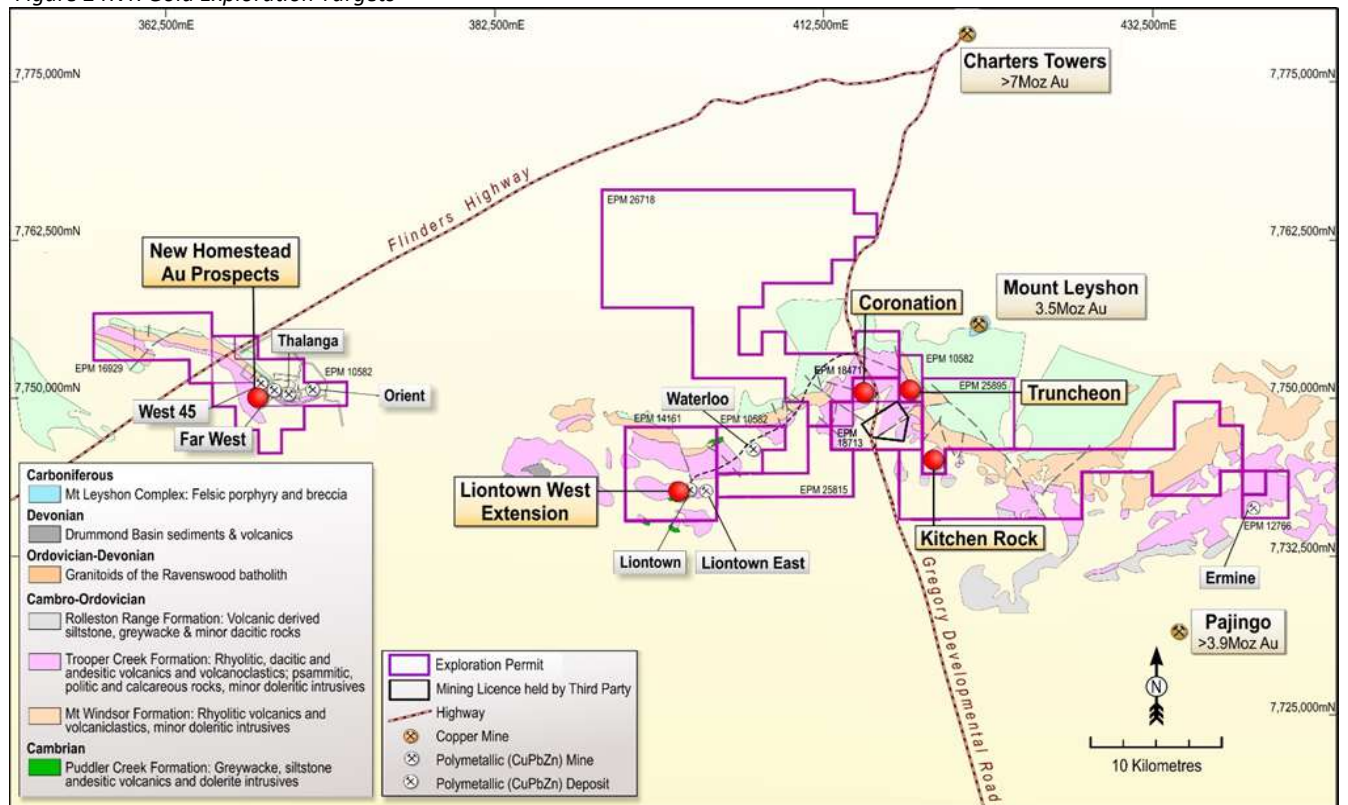 362,500mE
382,500mE
412,500mE
432,500mE
7,775,000mN
7,775,000mN
Charters Towers
>7Moz Au
Flinders Highway
EPM 26718
7,762,500mN
7,762,500mN
New Homestead
Au Prospects
Mount Leyshon
3.5Moz Au
Coronation
Thalanga
EPM 16929
EPM 10582
EPM 18471
EPM 10582
EPM 25895
7,750,000mN
7,750,000mN
Orient
West 45
Far West
Waterloo
Truncheon
EPM 14161
EPM 10582
EPM
18713
Liontown West
Extension
EPM 25815
Kitchen Rock
EPM 12766
Liontown
Liontown East
7,732,500mN
Ermine
Gregory Developmental Road
Pajingo
>3.9Moz Au
N
7,725,000mN
10 Kilometres
Carboniferous
Mt Leyshon Complex: Felsic porphyry and breccia
Devonian
Drummond Basin sediments & volcanics
Ordovician-Devonian
Granitoids of the Ravenswood batholith
Cambro-Ordovician
Rolleston Range Formation: Volcanic derived
siltstone, greywacke & minor dacitic rocks
Trooper Creek Formation: Rhyolitic, dacitic and
andesitic volcanics and volcanoclastics; psammitic,
politic and calcareous rocks, minor doleritic intrusives
Mt Windsor Formation: Rhyolitic volcanics and
volcaniclastics, minor doleritic intrusives
Cambrian
Puddler Creek Formation: Greywacke, siltstone
andesitic volcanics and dolerite intrusives
Exploration Permit
Mining Licence held by Third Party
Highway
Copper Mine
Polymetallic (CuPbZn) Mine
Polymetallic (CuPbZn) Deposit